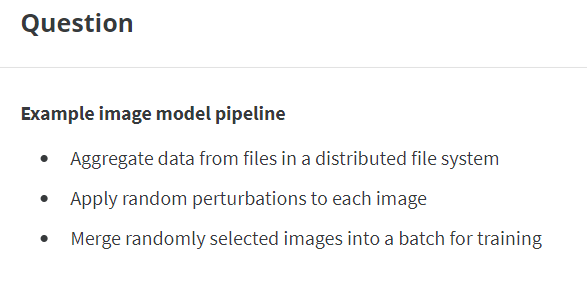 Question
Example image model pipeline
• Aggregate data from files in a distributed file system
• Apply random perturbations to each image
• Merge randomly selected images into a batch for training